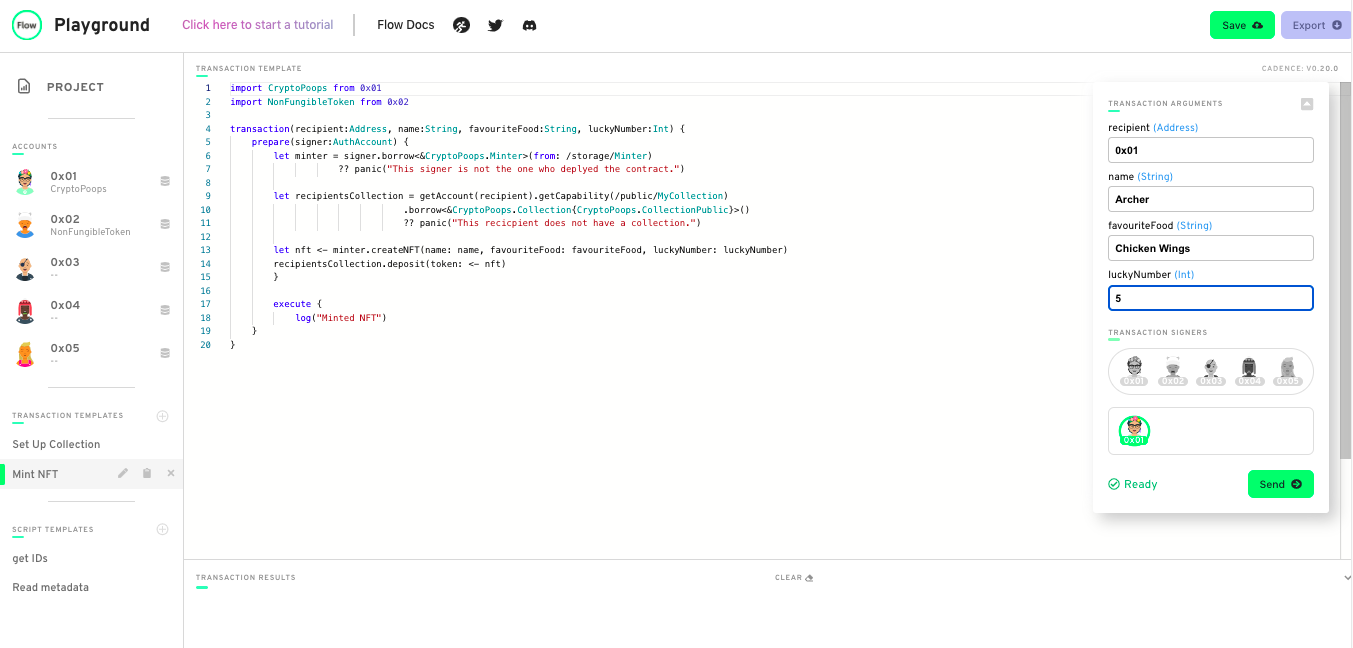 Flow Playground Click here to start a tutorial Flow Docs Save Export
PROJECT
ACCOUNTS
0x01
CryptoPoops
0x02
NonFungibleToken
0x03
--
0x04
--
0x05
--
TRANSACTION TEMPLATES
Set Up Collection
Mint NFT
SCRIPT TEMPLATES
get IDs
Read metadata
TRANSACTION TEMPLATE
CADENCE: V0.20.0
1 import CryptoPoops from 0x01
2 import NonFungibleToken from 0x02
3
4 transaction(recipient:Address, name:String, favouriteFood:String, luckyNumber:Int) {
5 prepare(signer:AuthAccount) {
6 let minter = signer.borrow<&CryptoPoops.Minter>(from: /storage/Minter)
7 ?? panic("This signer is not the one who deplyed the contract.")
8
9 let recipientsCollection = getAccount(recipient).getCapability(/public/MyCollection)
10 .borrow<&CryptoPoops.Collection{CryptoPoops.CollectionPublic}>()
11 ?? panic("This recicpient does not have a collection.")
12
13 let nft <- minter.createNFT(name: name, favouriteFood: favouriteFood, luckyNumber: luckyNumber)
14 recipientsCollection.deposit(token: <- nft)
15 }
16
17 execute {
18 log("Minted NFT")
19 }
20 }
TRANSACTION ARGUMENTS
recipient (Address)
0x01
name (String)
Archer
favouriteFood (String)
Chicken Wings
luckyNumber (Int)
5
TRANSACTION SIGNERS
0x01 0x02 0x03 0x04 0x05
0x01
Ready Send
TRANSACTION RESULTS CLEAR